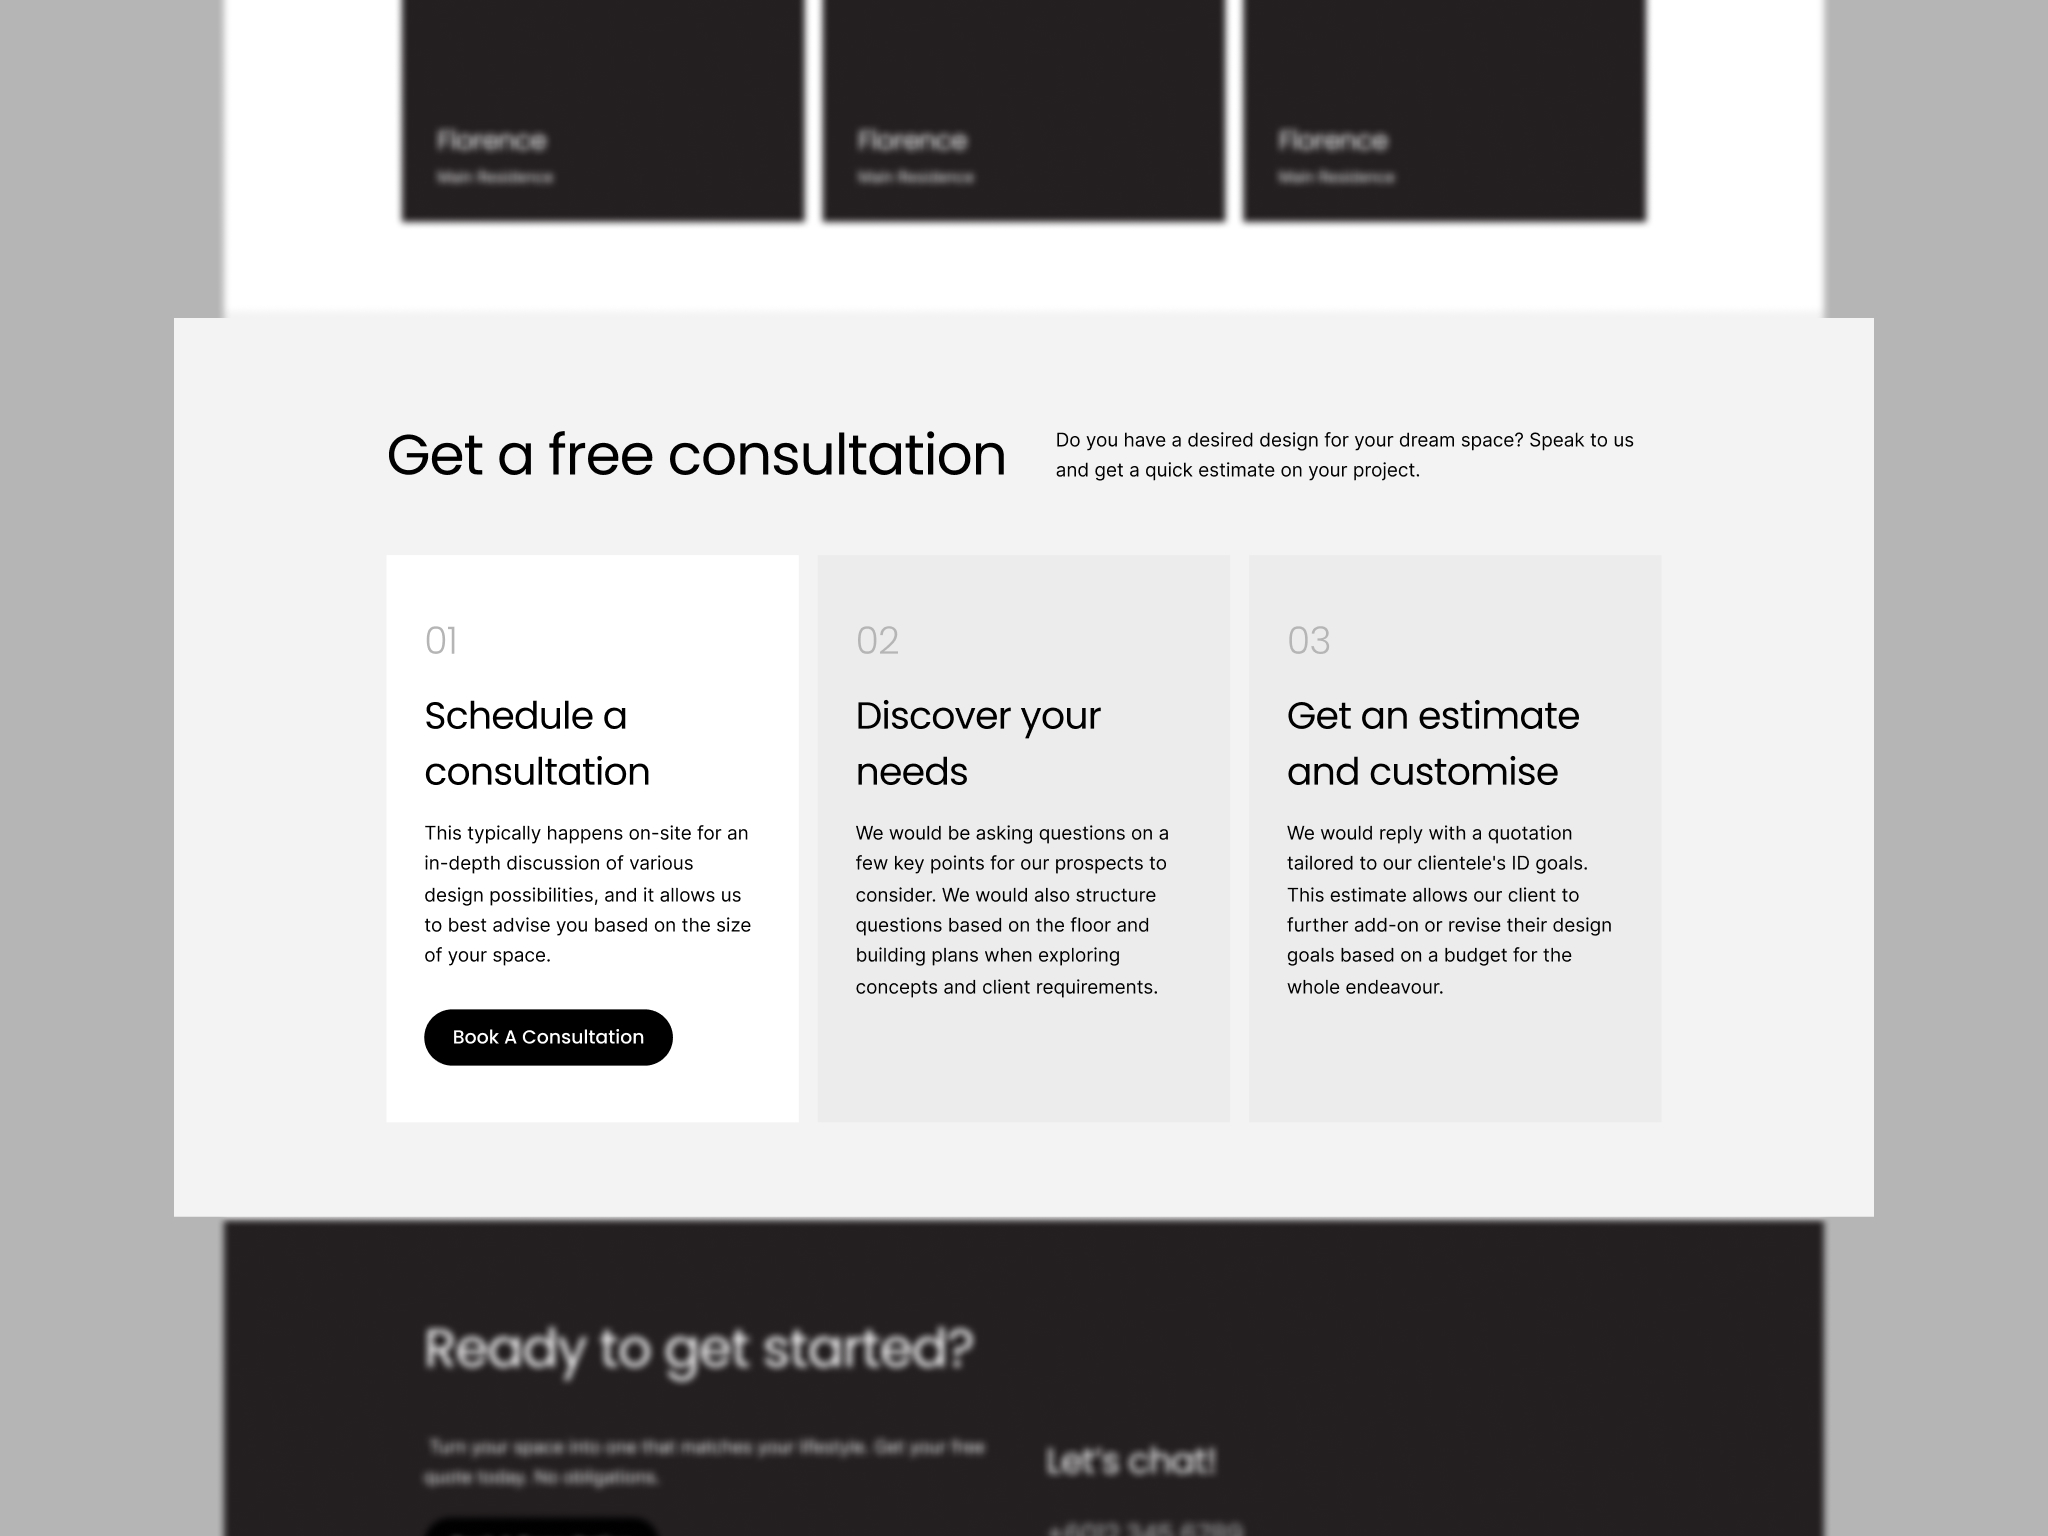 Florence
Main Residence
Florence
Main Residence
Florence
Main Residence
Get a free consultation
Do you have a desired design for your dream space? Speak to us
and get a quick estimate on your project.
01
Schedule a
consultation
This typically happens on-site for an
in-depth discussion of various
design possibilities, and it allows us
to best advise you based on the size
of your space.
Book A Consultation
02
Discover your
needs
We would be asking questions on a
few key points for our prospects to
consider. We would also structure
questions based on the floor and
building plans when exploring
concepts and client requirements.
03
Get an estimate
and customise
We would reply with a quotation
tailored to our clientele's ID goals.
This estimate allows our client to
further add-on or revise their design
goals based on a budget for the
whole endeavour.
Ready to get started?
Turn your space into one that matches your lifestyle. Get your free
quote today. No obligations.
Let's chat!